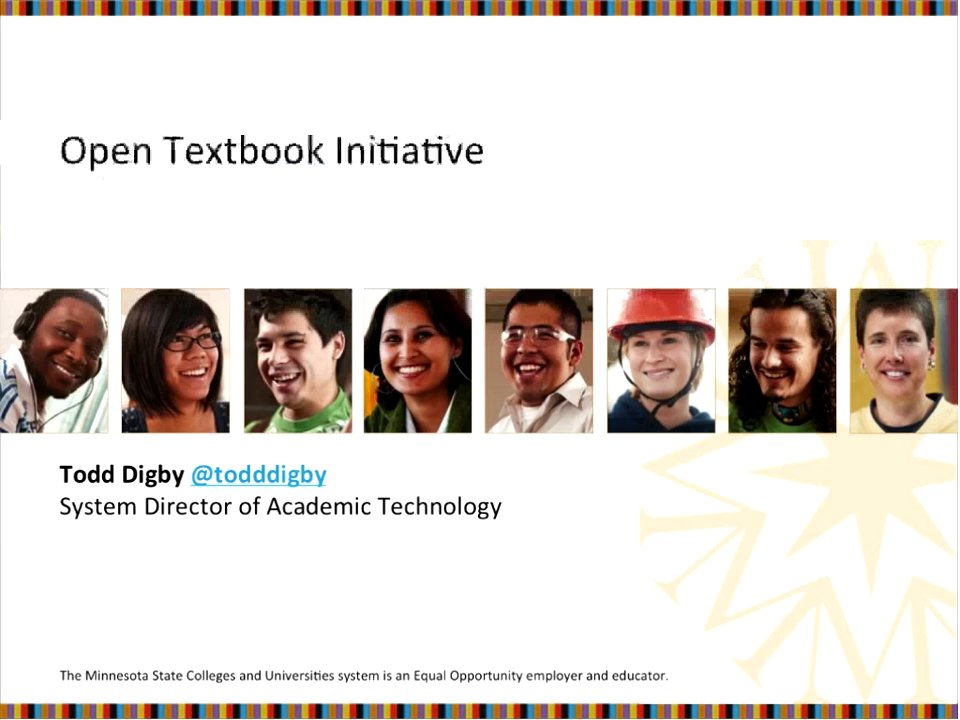 Open Textbook Initiative
Todd Digby @todddigby
System Director of Academic Technology
The Minnesota State Colleges and Universities system is an Equal Opportunity employer and educator.